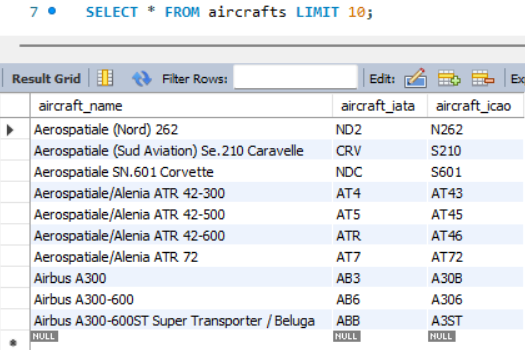 7 SELECT * FROM aircrafts LIMIT 10;
Result Grid Filter Rows: Edit: Ex
aircraft_name aircraft_iata aircraft_icao
Aerospatiale (Nord) 262 ND2 N262
Aerospatiale (Sud Aviation) Se.210 Caravelle CRV S210
Aerospatiale SN.601 Corvette NDC S601
Aerospatiale/Alenia ATR 42-300 AT4 AT43
Aerospatiale/Alenia ATR 42-500 AT5 AT45
Aerospatiale/Alenia ATR 42-600 ATR AT46
Aerospatiale/Alenia ATR 72 AT7 AT72
Airbus A300 AB3 A30B
Airbus A300-600 AB6 A306
Airbus A300-600ST Super Transporter / Beluga ABB A3ST
NULL NULL NULL